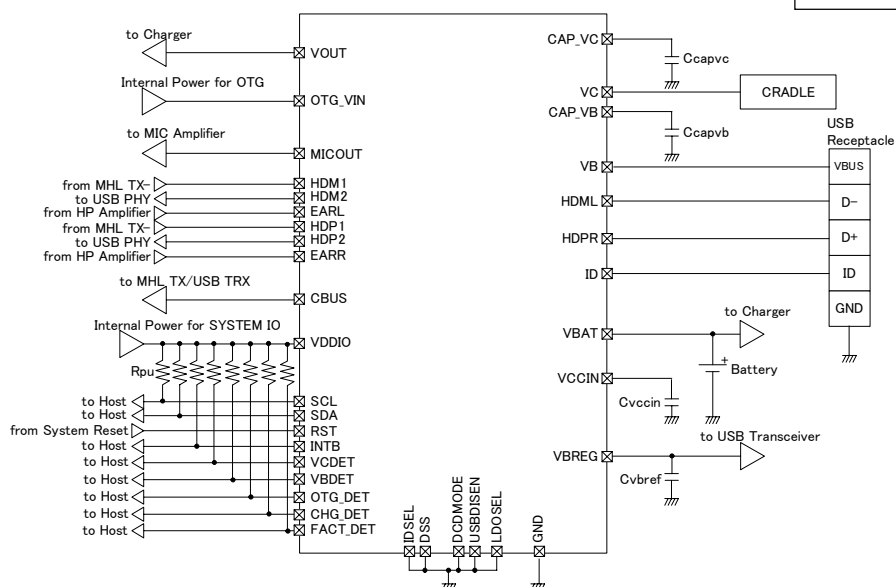 to Charger
VOUT
Internal Power for OTG
OTG_VIN
to MIC Amplifier
MICOUT
from MHL TX-
HDM1
to USB PHY
HDM2
from HP Amplifier
EARL
from MHL TX-
HDP1
to USB PHY
HDP2
from HP Amplifier
EARR
to MHL TX/USB TRX
CBUS
Internal Power for SYSTEM IO
VDDIO
Rpu
to Host
SCL
to Host
SDA
from System Reset
RST
to Host
INTB
to Host
VCDET
to Host
VBDET
to Host
OTG_DET
to Host
CHG_DET
to Host
FACT_DET
IDSEL
DSS
DCDMODE
USBDISEN
LDOSEL
GND
CAP_VC
Ccapvc
VC
CRADLE
CAP_VB
Ccapvb
USB
Receptacle
VB
VBUS
HDML
D-
HDPR
D+
ID
ID
GND
to Charger
VBAT
+
Battery
VCCIN
Cvccin
to USB Transceiver
VBREG
Cvbref